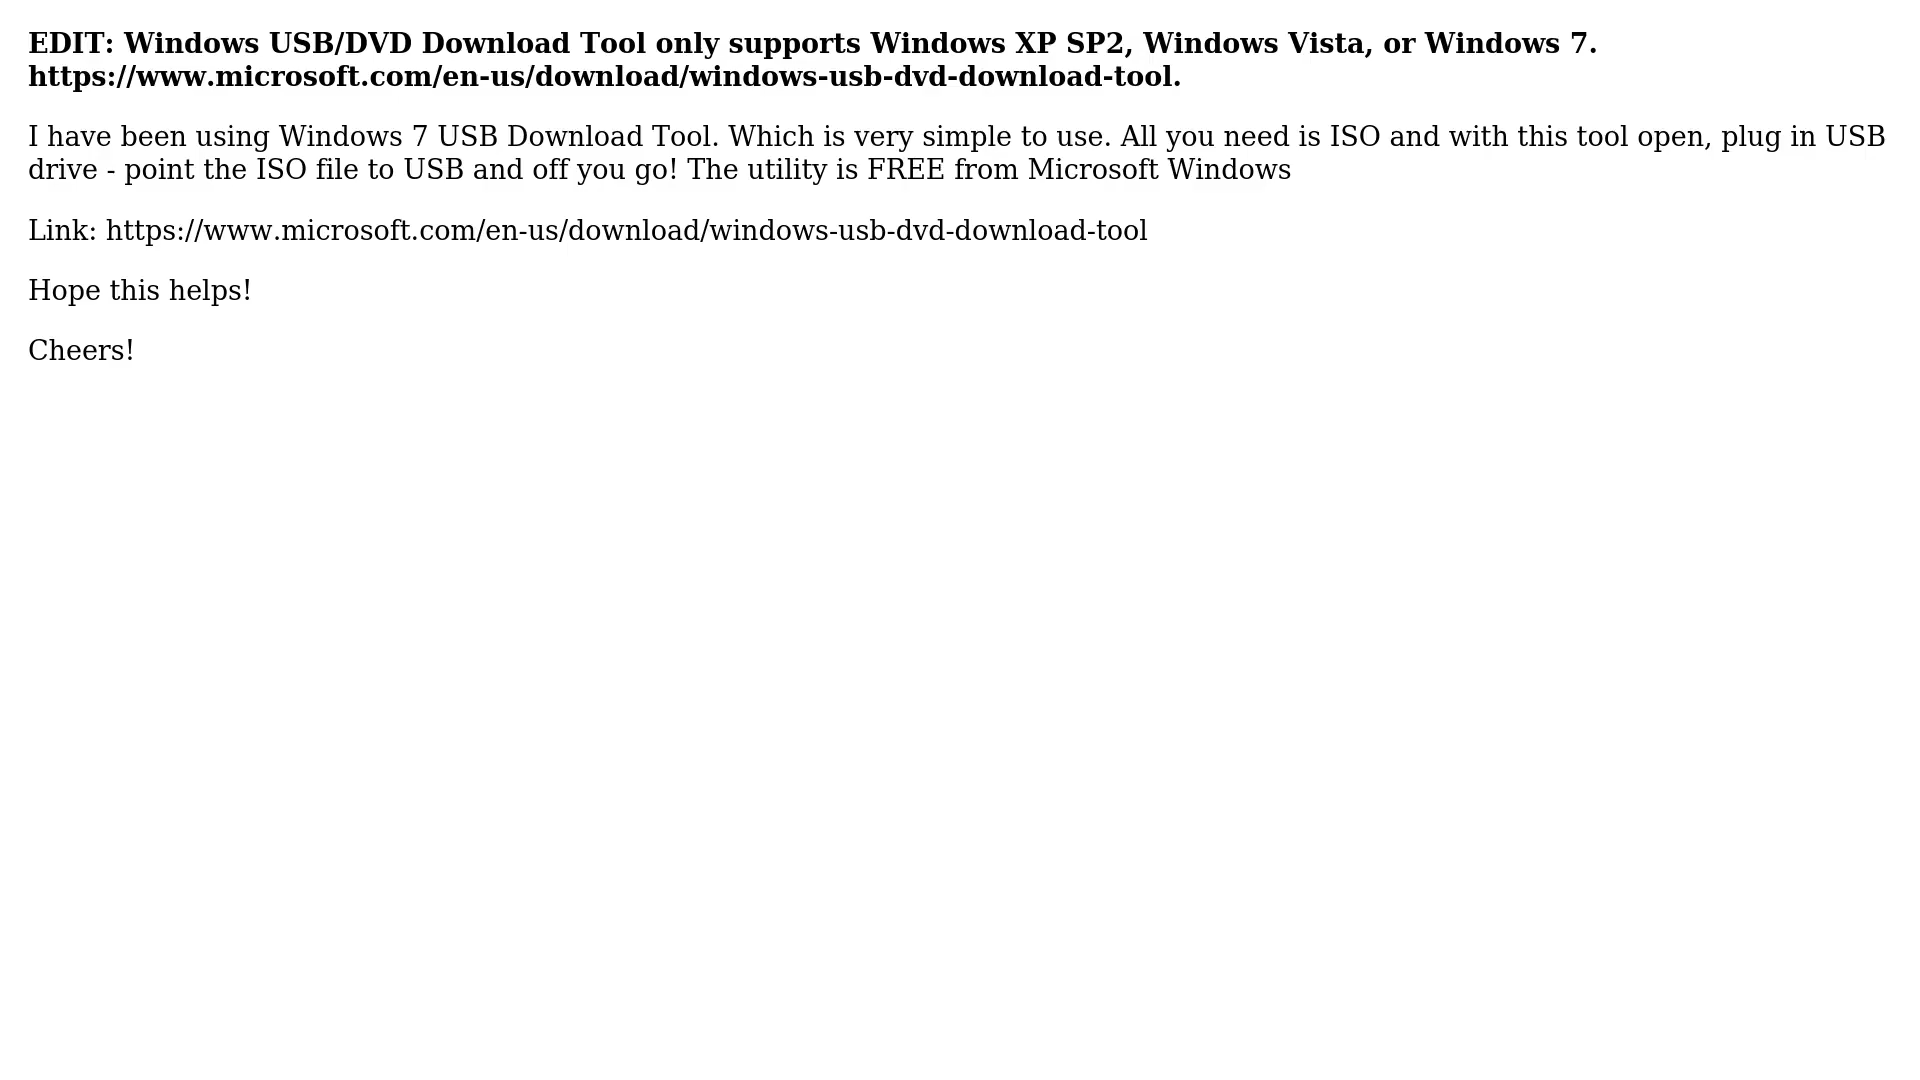 EDIT: Windows USB/DVD Download Tool only supports Windows XP SP2, Windows Vista, or Windows 7.
https://www.microsoft.com/en-us/download/windows-usb-dvd-download-tool.
I have been using Windows 7 USB Download Tool. Which is very simple to use. All you need is ISO and with this tool open, plug in USB
drive - point the ISO file to USB and off you go! The utility is FREE from Microsoft Windows
Link: https://www.microsoft.com/en-us/download/windows-usb-dvd-download-tool
Hope this helps!
Cheers!